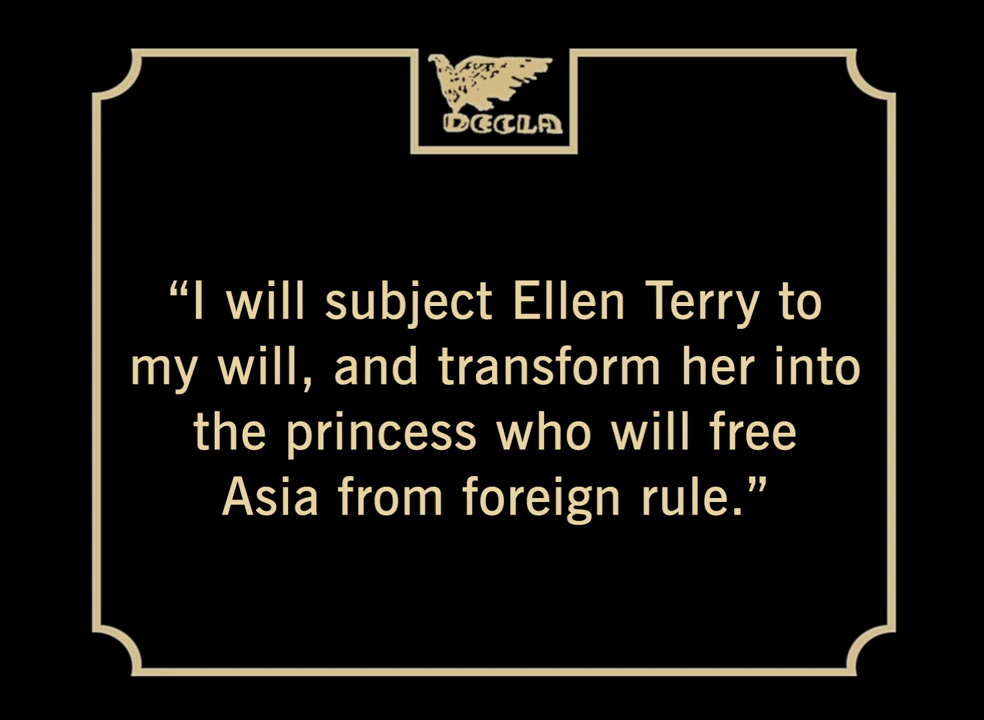 DECLA
“I will subject Ellen Terry to
my will, and transform her into
the princess who will free
Asia from foreign rule.”